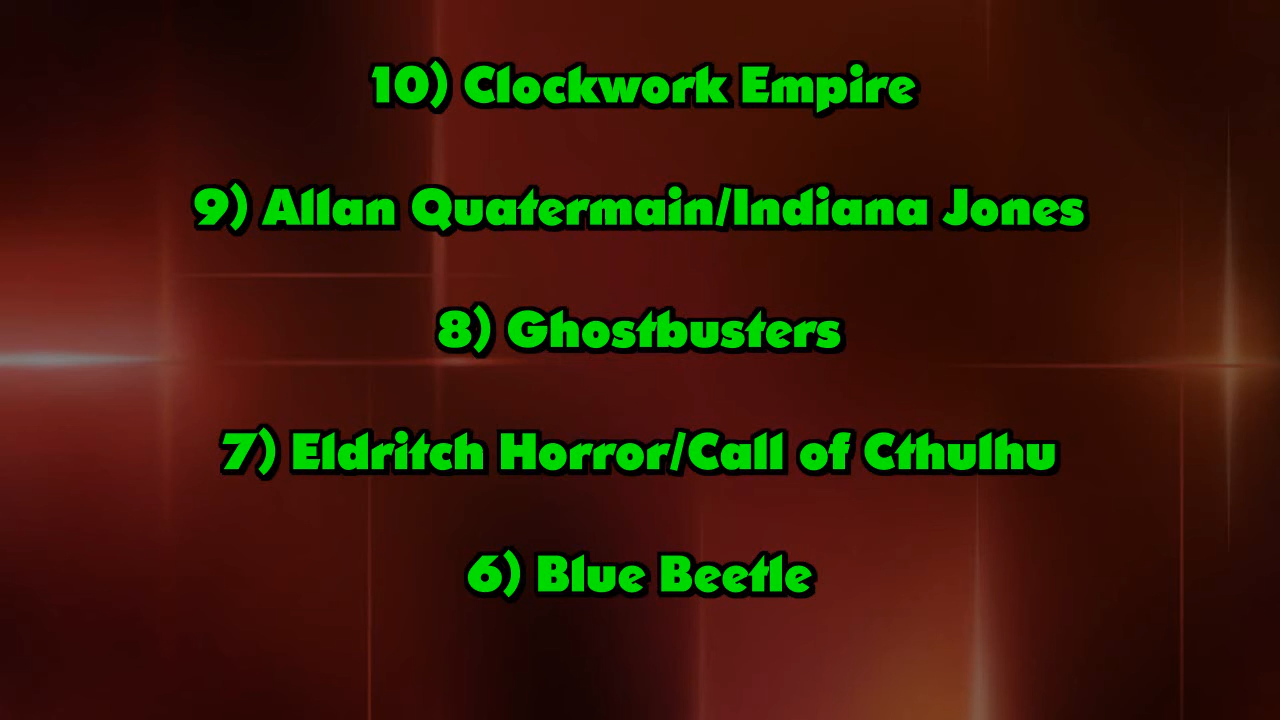 10) Clockwork Empire
9) Allan Quatermain/Indiana Jones
8) Ghostbusters
7) Eldritch Horror/Call of Cthulhu
6) Blue Beetle